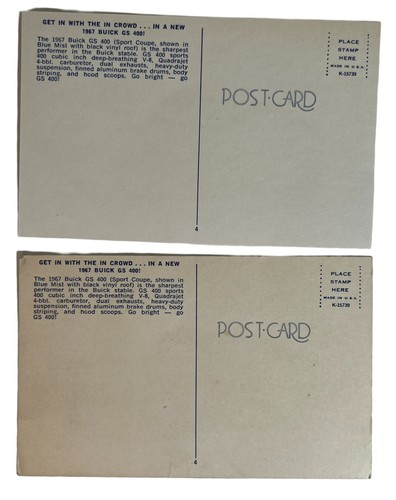 GET IN WITH THE IN CROWD . . . IN A NEW
1967 BUICK GS 400!
The 1967 Buick GS 400 (Sport Coupe, shown in
Blue Mist with black vinyl roof) is the sharpest
performer in the Buick stable. GS 400 sports
400 cubic inch deep-breathing V-8, Quadrajet
4-bbl. carburetor, dual exhausts, heavy-duty
suspension, finned aluminum brake drums, body
striping, and hood scoops. Go bright — go
GS 400!
POST-CARD
PLACE
STAMP
HERE
MADE IN U.S.A.
K-15739
4
GET IN WITH THE IN CROWD . . . IN A NEW
1967 BUICK GS 400!
The 1967 Buick GS 400 (Sport Coupe, shown in
Blue Mist with black vinyl roof) is the sharpest
performer in the Buick stable. GS 400 sports
400 cubic inch deep-breathing V-8, Quadrajet
4-bbl. carburetor, dual exhausts, heavy-duty
suspension, finned aluminum brake drums, body
striping, and hood scoops. Go bright — go
GS 400!
POST-CARD
PLACE
STAMP
HERE
MADE IN U.S.A.
K-15739
4